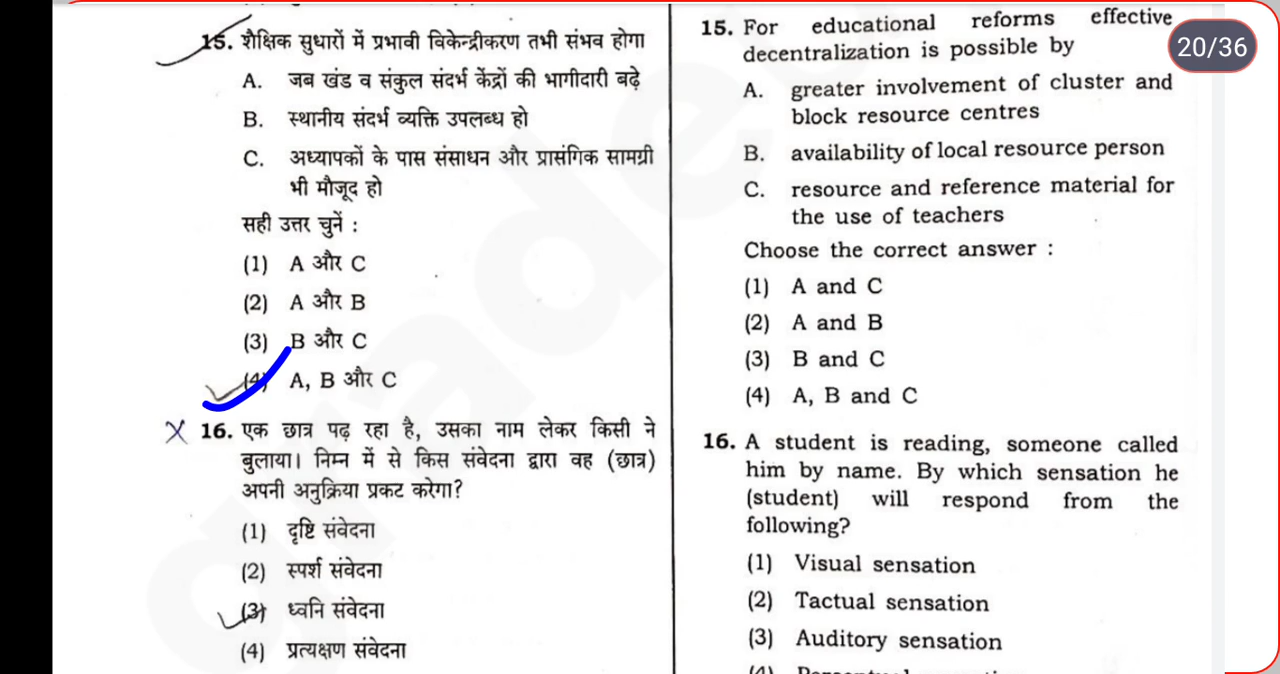 15. शैक्षिक सुधारों में प्रभावी विकेन्द्रीकरण तभी संभव होगा
A. जब खंड व संकुल संदर्भ केंद्रों की भागीदारी बढ़े
B. स्थानीय संदर्भ व्यक्ति उपलब्ध हो
C. अध्यापकों के पास संसाधन और प्रासंगिक सामग्री
भी मौजूद हो
सही उत्तर चुनें :
(1) A और C
(2) A और B
(3) B और C
(4) A, B और C
X 16. एक छात्र पढ़ रहा है, उसका नाम लेकर किसी ने
बुलाया। निम्न में से किस संवेदना द्वारा वह (छात्र)
अपनी अनुक्रिया प्रकट करेगा?
(1) दृष्टि संवेदना
(2) स्पर्श संवेदना
(3) ध्वनि संवेदना
(4) प्रत्यक्षण संवेदना
15. For educational reforms effective
decentralization is possible by
A. greater involvement of cluster and
block resource centres
B. availability of local resource person
C. resource and reference material for
the use of teachers
Choose the correct answer :
(1) A and C
(2) A and B
(3) B and C
(4) A, B and C
16. A student is reading, someone called
him by name. By which sensation he
(student) will respond from the
following?
(1) Visual sensation
(2) Tactual sensation
(3) Auditory sensation
20/36